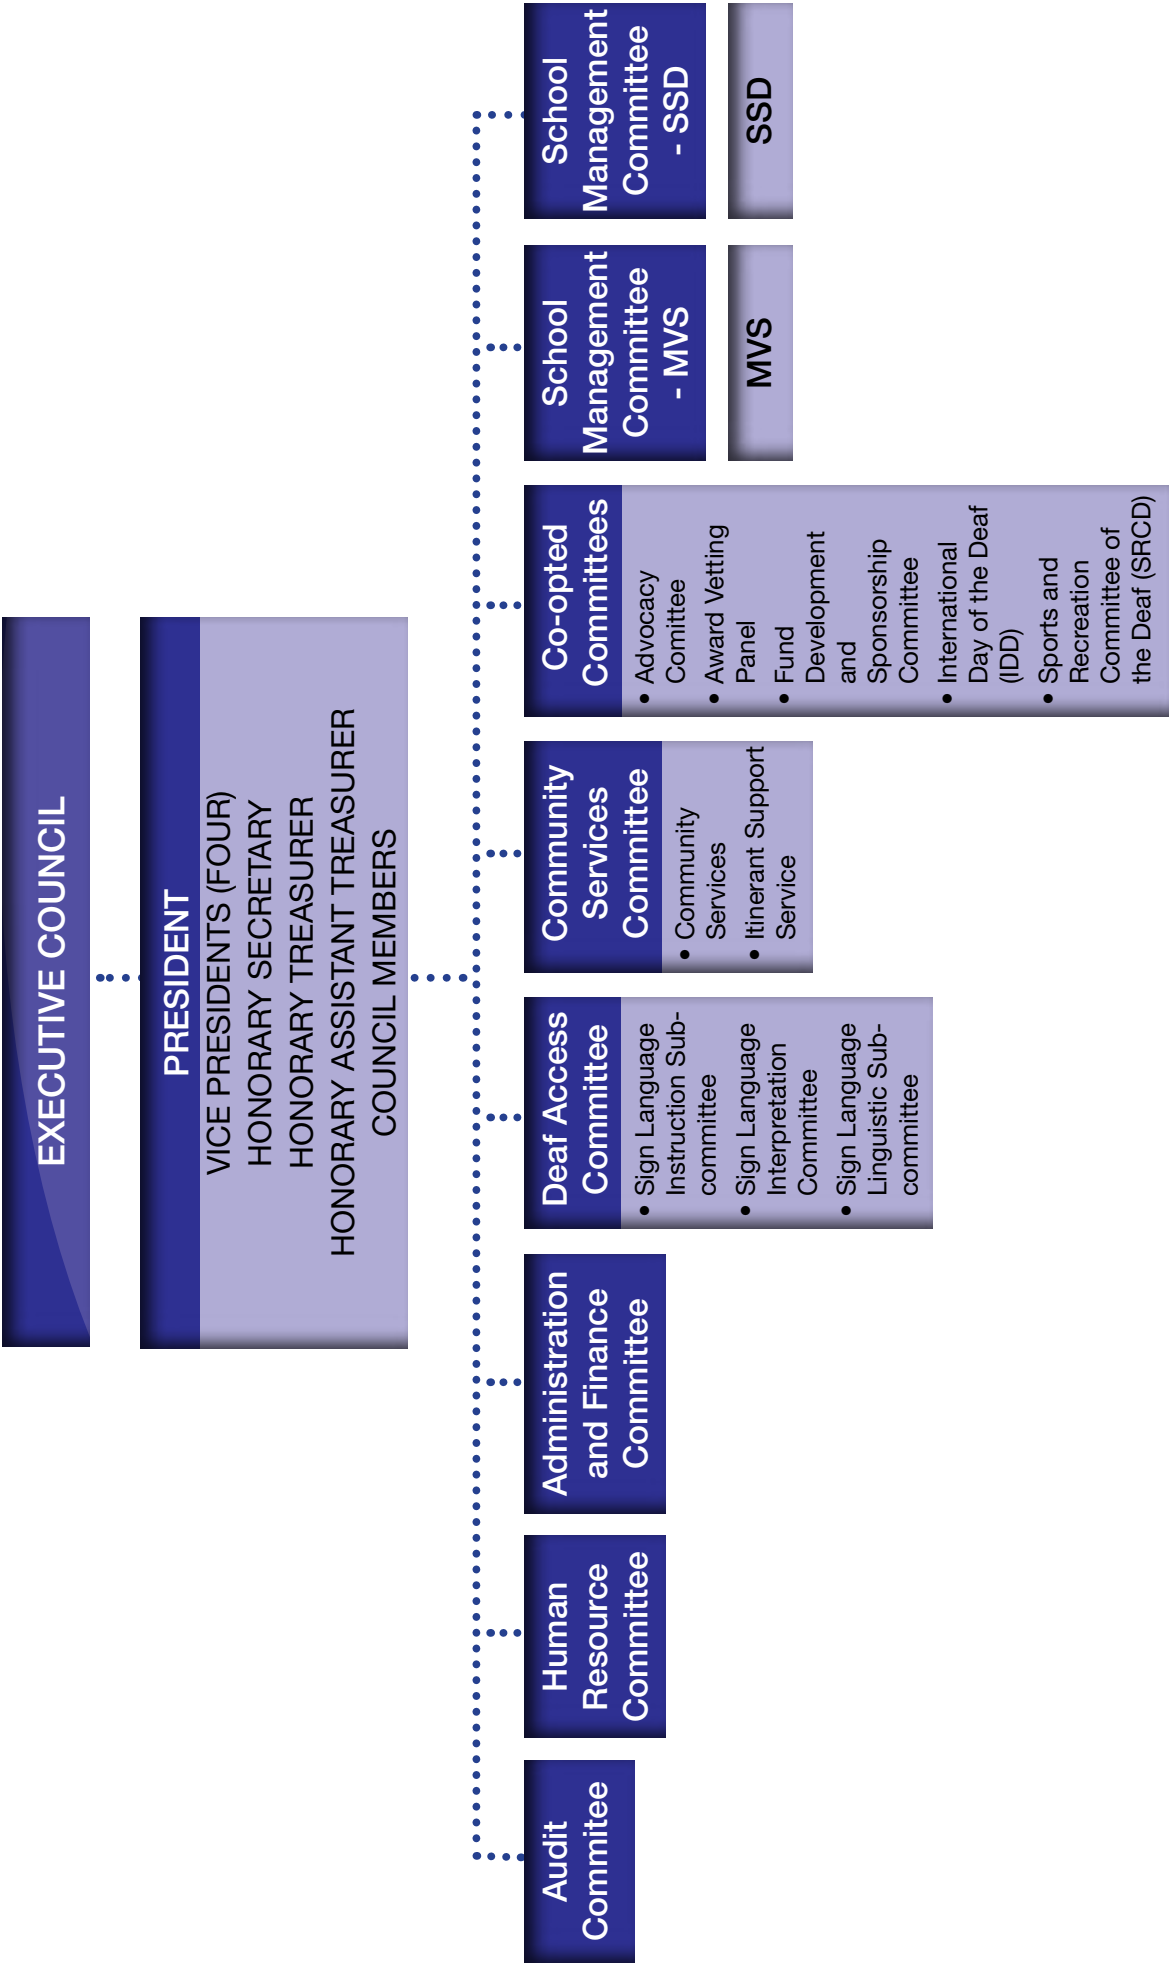 EXECUTIVE COUNCIL
PRESIDENT
VICE PRESIDENTS (FOUR)
HONORARY SECRETARY
HONORARY TREASURER
HONORARY ASSISTANT TREASURER
COUNCIL MEMBERS
Audit
Commitee
Human
Resource
Committee
Administration
and Finance
Committee
Deaf Access
Committee
• Sign Language
Instruction Sub-
committee
• Sign Language
Interpretation
Committee
• Sign Language
Linguistic Sub-
committee
Community
Services
Committee
• Community
Services
• Itinerant Support
Service
Co-opted
Committees
• Advocacy
Comittee
• Award Vetting
Panel
• Fund
Development
and
Sponsorship
Committee
• International
Day of the Deaf
(IDD)
• Sports and
Recreation
Committee of
the Deaf (SRCD)
School
Management
Committee
- MVS
MVS
School
Management
Committee
- SSD
SSD